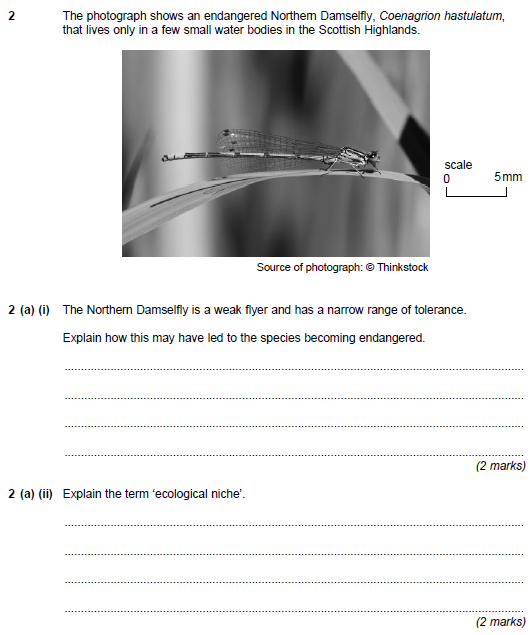 2 The photograph shows an endangered Northern Damselfly, Coenagrion hastulatum,
that lives only in a few small water bodies in the Scottish Highlands.
scale
0 5 mm
Source of photograph: © Thinkstock
2 (a) (i) The Northern Damselfly is a weak flyer and has a narrow range of tolerance.
Explain how this may have led to the species becoming endangered.
(2 marks)
2 (a) (ii) Explain the term ‘ecological niche’.
(2 marks)